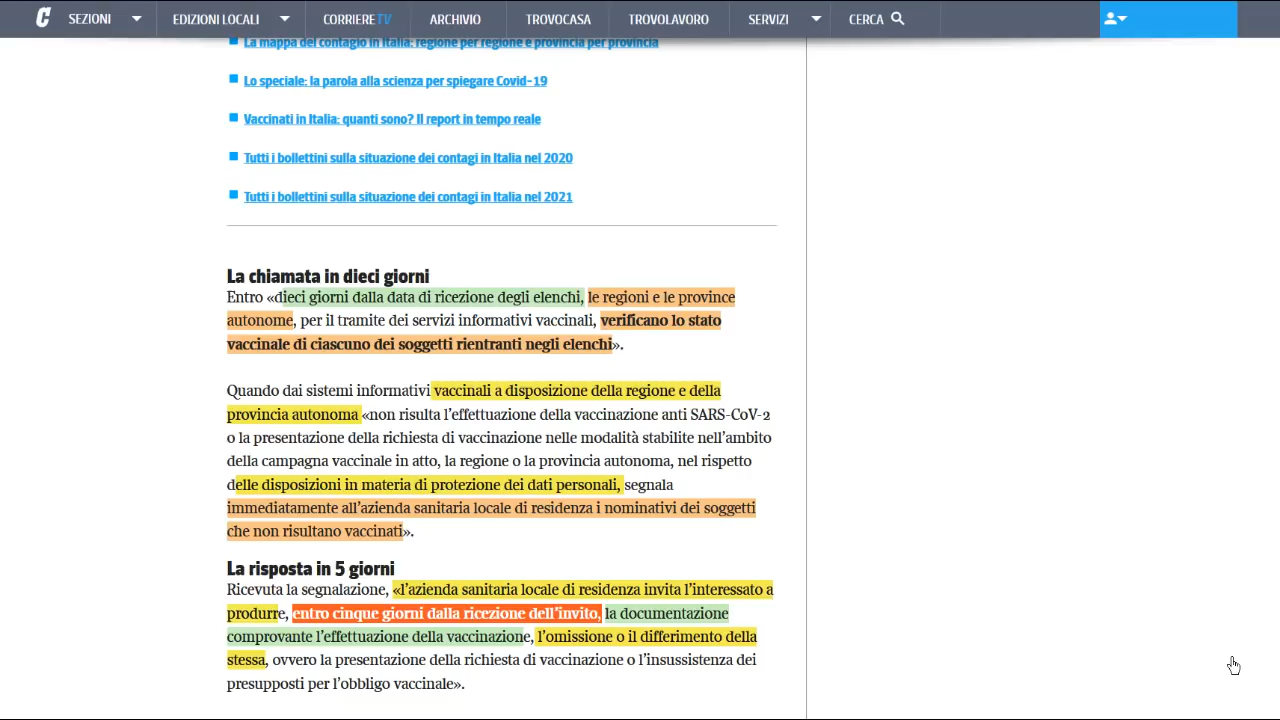 C SEZIONI EDIZIONI LOCALI CORRIERETV ARCHIVIO TROVOCASA TROVOLAVORO SERVIZI CERCA
La mappa del contagio in Italia: regione per regione e provincia per provincia
Lo speciale: la parola alla scienza per spiegare Covid-19
Vaccinati in Italia: quanti sono? Il report in tempo reale
Tutti i bollettini sulla situazione dei contagi in Italia nel 2020
Tutti i bollettini sulla situazione dei contagi in Italia nel 2021
La chiamata in dieci giorni
Entro «dieci giorni dalla data di ricezione degli elenchi, le regioni e le province
autonome, per il tramite dei servizi informativi vaccinali, verificano lo stato
vaccinale di ciascuno dei soggetti rientranti negli elenchi».
Quando dai sistemi informativi vaccinali a disposizione della regione e della
provincia autonoma «non risulta l'effettuazione della vaccinazione anti SARS-CoV-2
o la presentazione della richiesta di vaccinazione nelle modalità stabilite nell'ambito
della campagna vaccinale in atto, la regione o la provincia autonoma, nel rispetto
delle disposizioni in materia di protezione dei dati personali, segnala
immediatamente all'azienda sanitaria locale di residenza i nominativi dei soggetti
che non risultano vaccinati».
La risposta in 5 giorni
Ricevuta la segnalazione, «l'azienda sanitaria locale di residenza invita l'interessato a
produrre, entro cinque giorni dalla ricezione dell'invito, la documentazione
comprovante l'effettuazione della vaccinazione, l'omissione o il differimento della
stessa, ovvero la presentazione della richiesta di vaccinazione o l'insussistenza dei
presupposti per l'obbligo vaccinale».